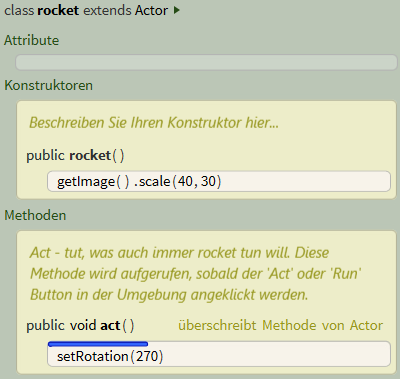 class rocket extends Actor
Attribute
Konstruktoren
Beschreiben Sie Ihren Konstruktor hier...
public rocket()
getImage() .scale(40,30)
Methoden
Act - tut, was auch immer rocket tun will. Diese
Methode wird aufgerufen, sobald der 'Act' oder 'Run'
Button in der Umgebung angeklickt werden.
public void act() überschreibt Methode von Actor
setRotation(270)